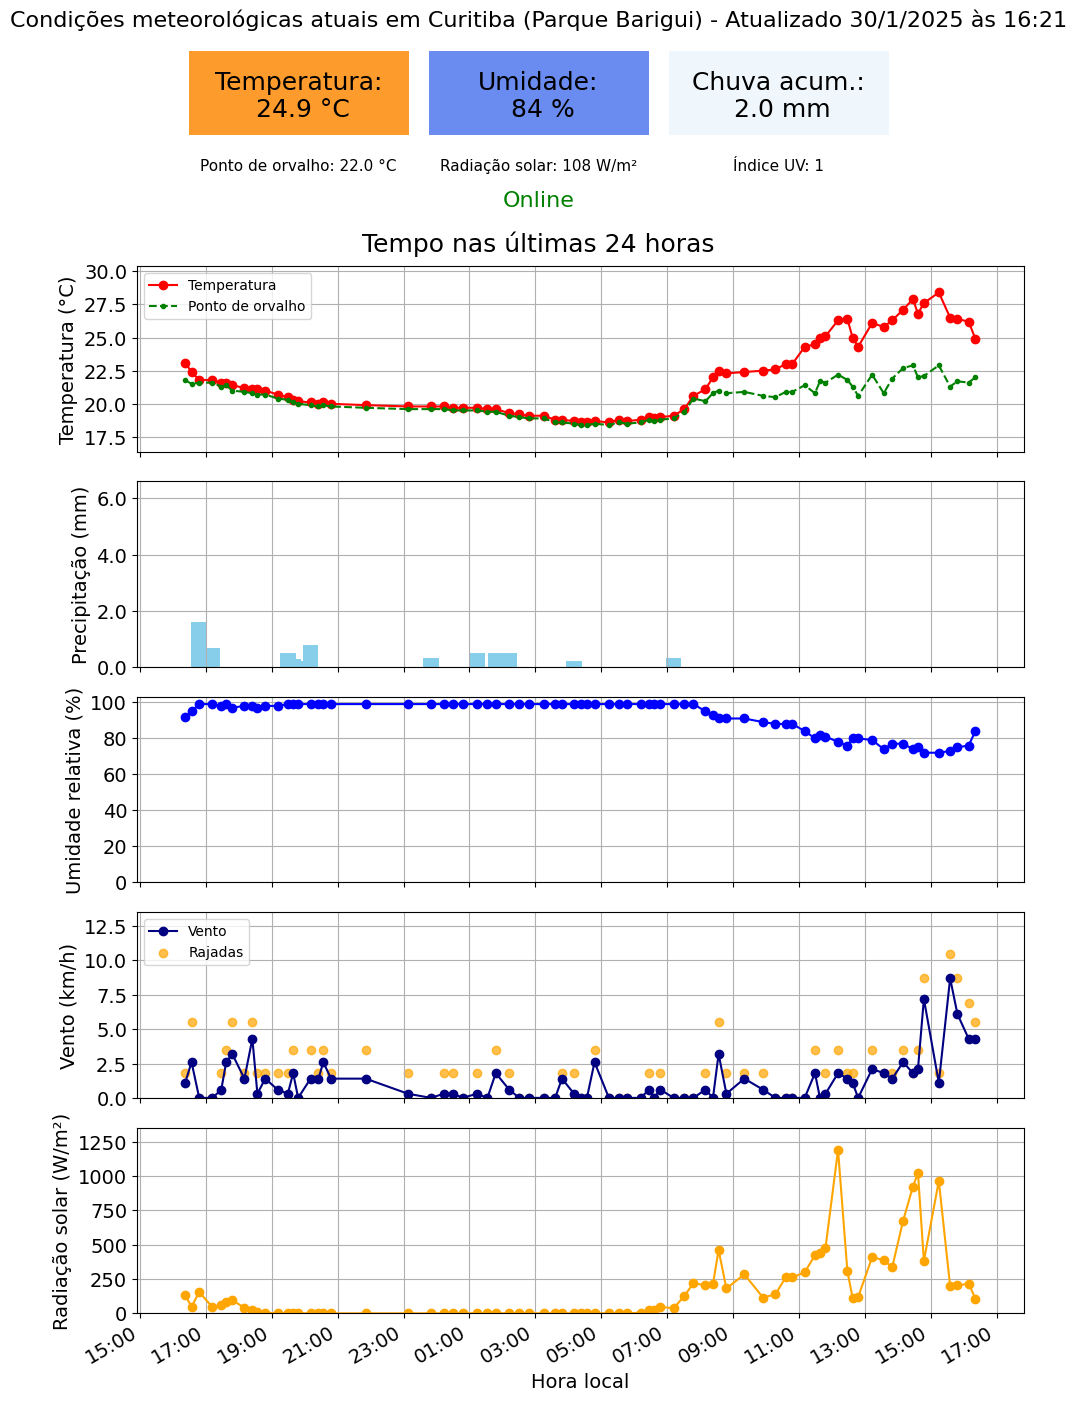 Condições meteorológicas atuais em Curitiba (Parque Barigui) - Atualizado 30/1/2025 às 16:21
Temperatura:
24.9 °C
Umidade:
84 %
Chuva acum.:
2.0 mm
Ponto de orvalho: 22.0 °C
Radiação solar: 108 W/m²
Índice UV: 1
Online
Tempo nas últimas 24 horas
Temperatura (°C)
30.0
27.5
25.0
22.5
20.0
17.5
Temperatura
Ponto de orvalho
Precipitação (mm)
6.0
4.0
2.0
0.0
Umidade relativa (%)
100
80
60
40
20
0
Vento (km/h)
12.5
10.0
7.5
5.0
2.5
0.0
Vento
Rajadas
Radiação solar (W/m²)
1250
1000
750
500
250
0
15:00
17:00
19:00
21:00
23:00
01:00
03:00
05:00
07:00
09:00
11:00
13:00
15:00
17:00
Hora local